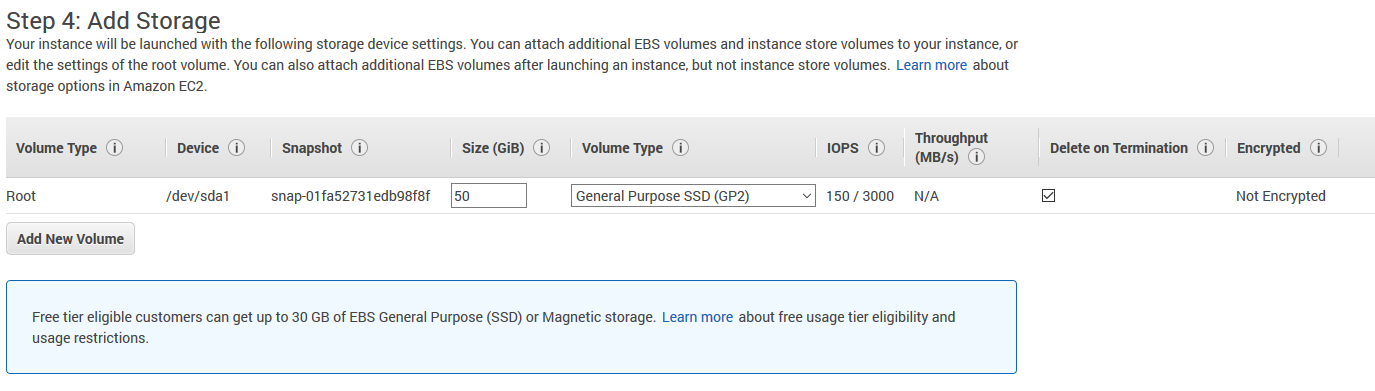 Step 4: Add Storage
Your instance will be launched with the following storage device settings. You can attach additional EBS volumes and instance store volumes to your instance, or
edit the settings of the root volume. You can also attach additional EBS volumes after launching an instance, but not instance store volumes. Learn more about
storage options in Amazon EC2.
Volume Type i Device i Snapshot i Size (GiB) i Volume Type i IOPS i Throughput (MB/s) i Delete on Termination i Encrypted i
Root /dev/sda1 snap-01fa52731edb98f8f 50 General Purpose SSD (GP2) 150 / 3000 N/A Not Encrypted
Add New Volume
Free tier eligible customers can get up to 30 GB of EBS General Purpose (SSD) or Magnetic storage. Learn more about free usage tier eligibility and
usage restrictions.